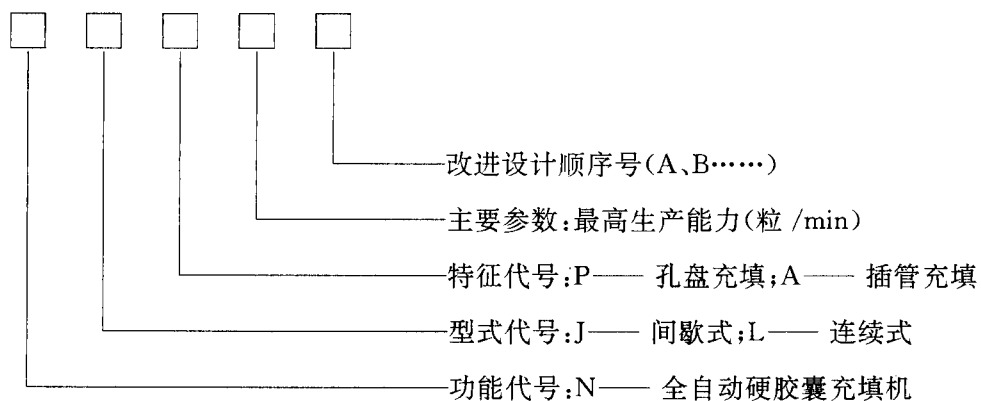 改进设计顺序号(A、B……)
主要参数:最高生产能力(粒/min)
特征代号:P—— 孔盘充填;A—— 插管充填
型式代号:J—— 间歇式;L—— 连续式
功能代号:N—— 全自动硬胶囊充填机